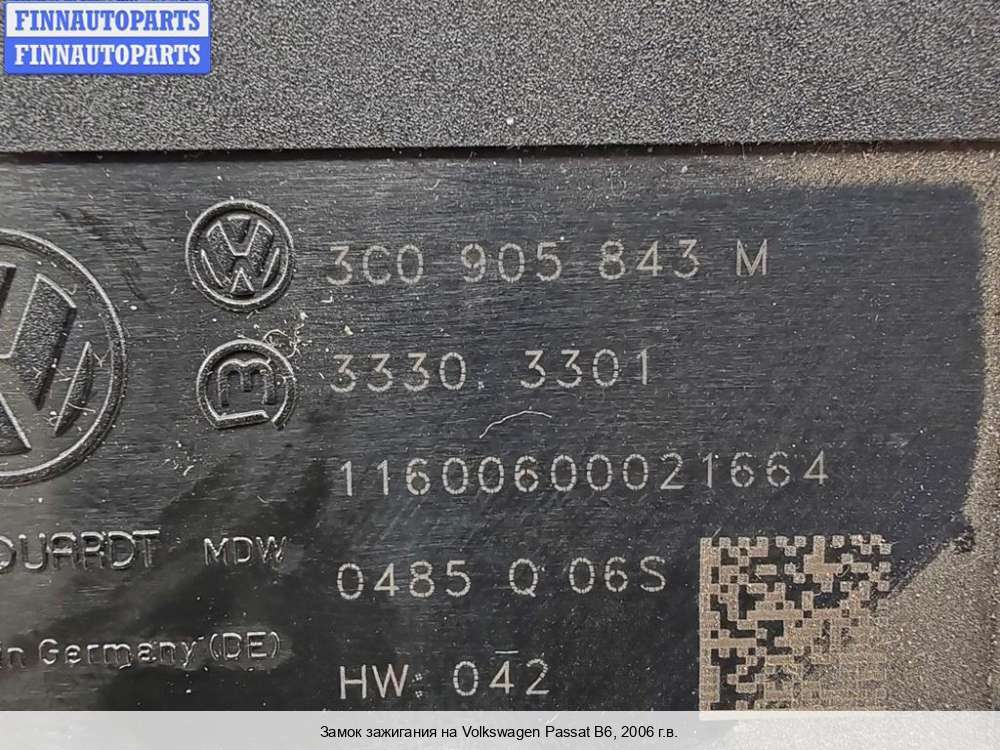 FINNAUTOPARTS
FINNAUTOPARTS
3C0 905 843 M
3330. 3301
11600600021664
MDW 0485 Q 06S
in Germany (DE)
HW: 042
Замок зажигания на Volkswagen Passat B6, 2006 г.в.